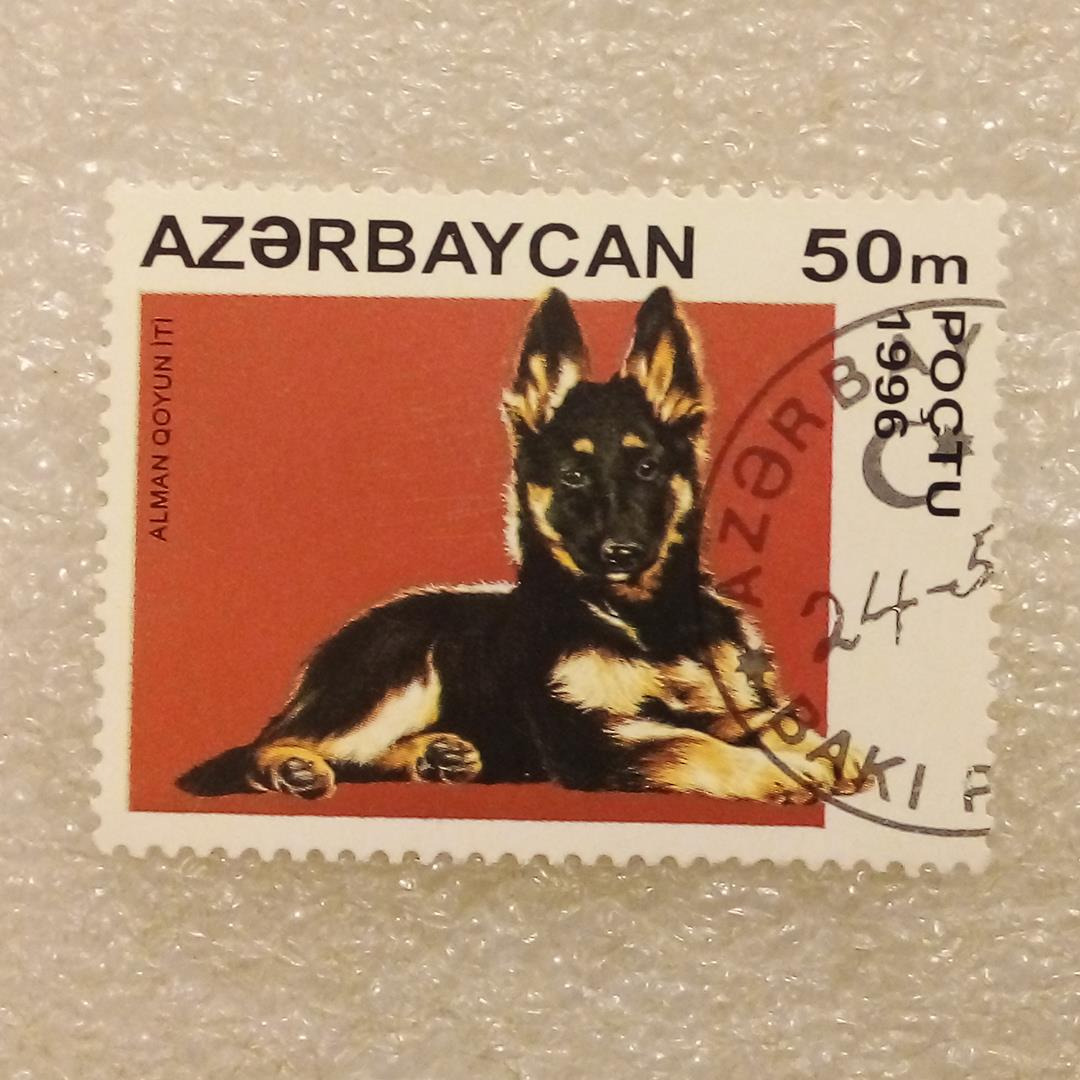 AZƏRBAYCAN
50m
POÇTU
1996
ALMAN QOYUN İTİ
AZƏRBAY
24-5
BAKI